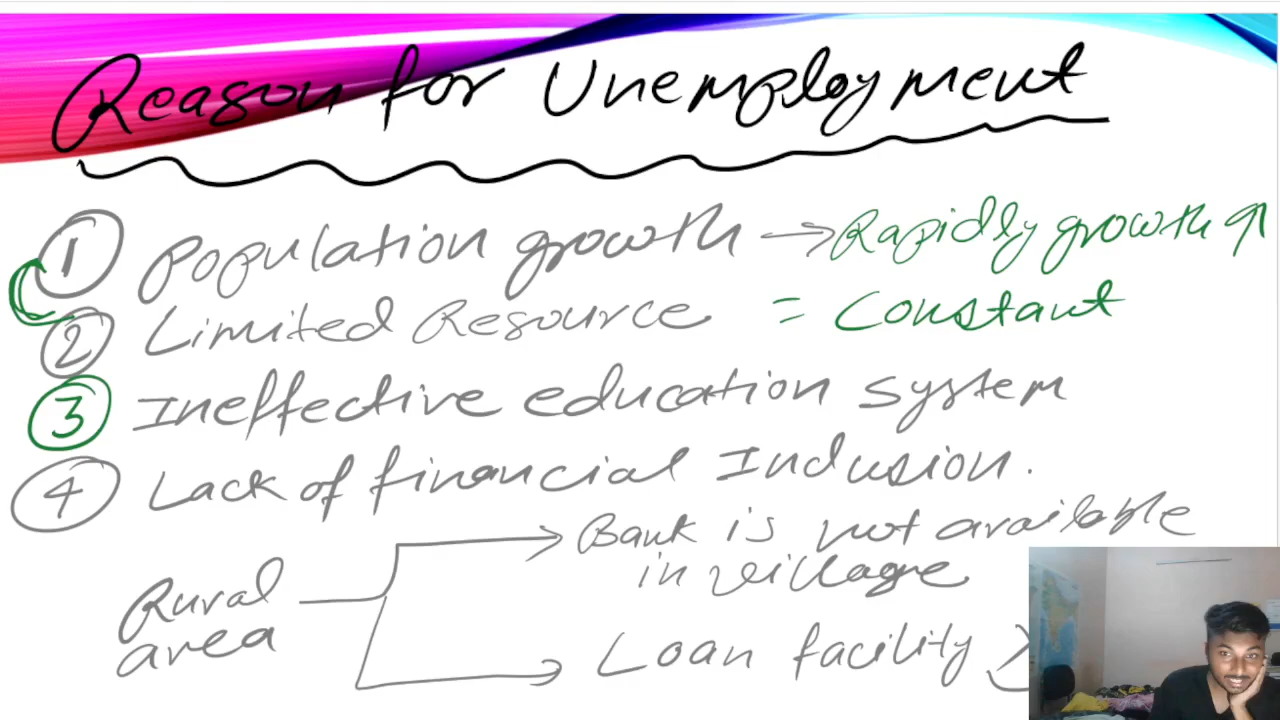 Reason for Unemployment
① Population growth → Rapidly growth
② Limited Resource = Constant
③ Ineffective education system
④ Lack of financial Inclusion.
Rural area
→ Bank is not available
in village
→ Loan facility